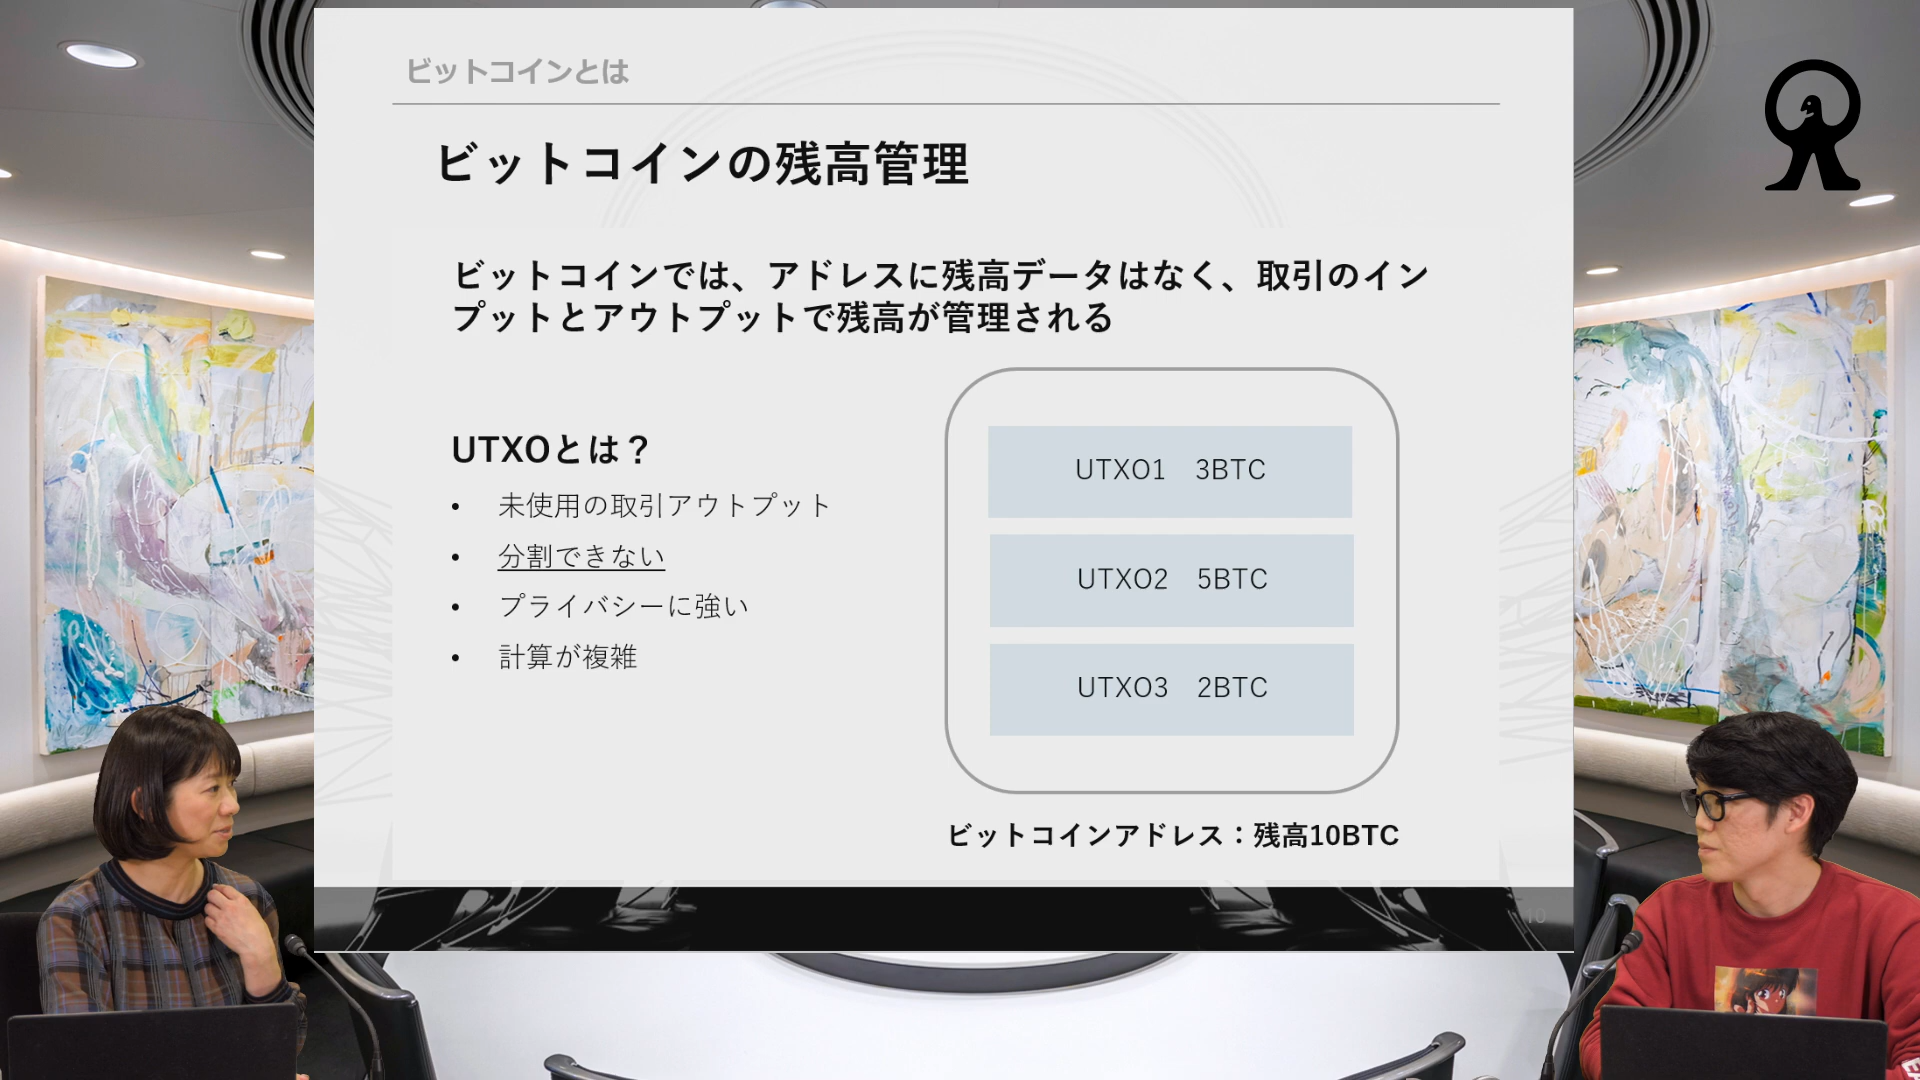 ビットコインとは
ビットコインの残高管理
ビットコインでは、アドレスに残高データはなく、取引のイン
プットとアウトプットで残高が管理される
UTXOとは？
• 未使用の取引アウトプット
• 分割できない
• プライバシーに強い
• 計算が複雑
UTXO1　3BTC
UTXO2　5BTC
UTXO3　2BTC
ビットコインアドレス：残高10BTC
10